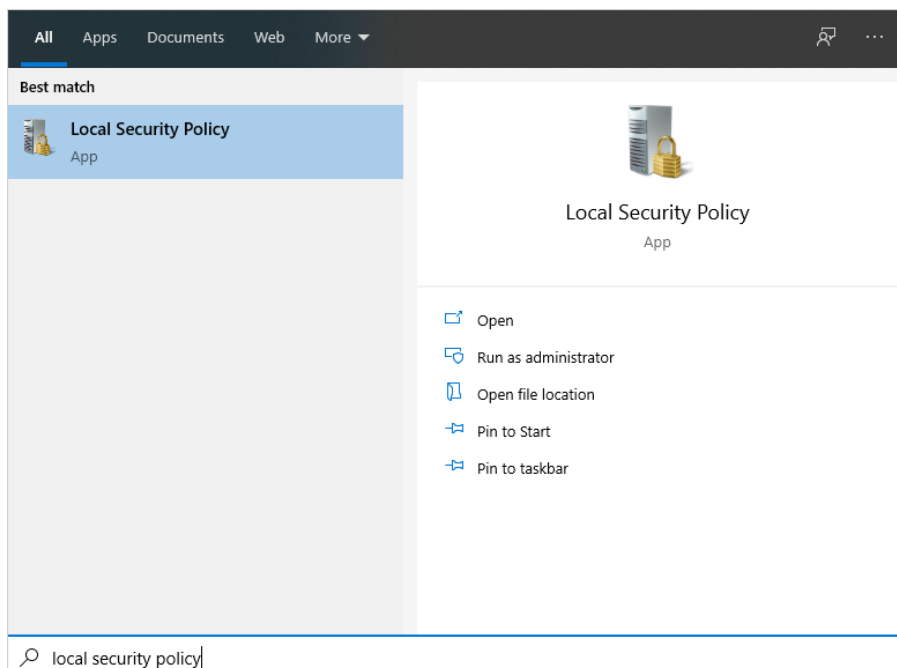 All Apps Documents Web More
Best match
Local Security Policy
App
Local Security Policy
App
Open
Run as administrator
Open file location
Pin to Start
Pin to taskbar
local security policy